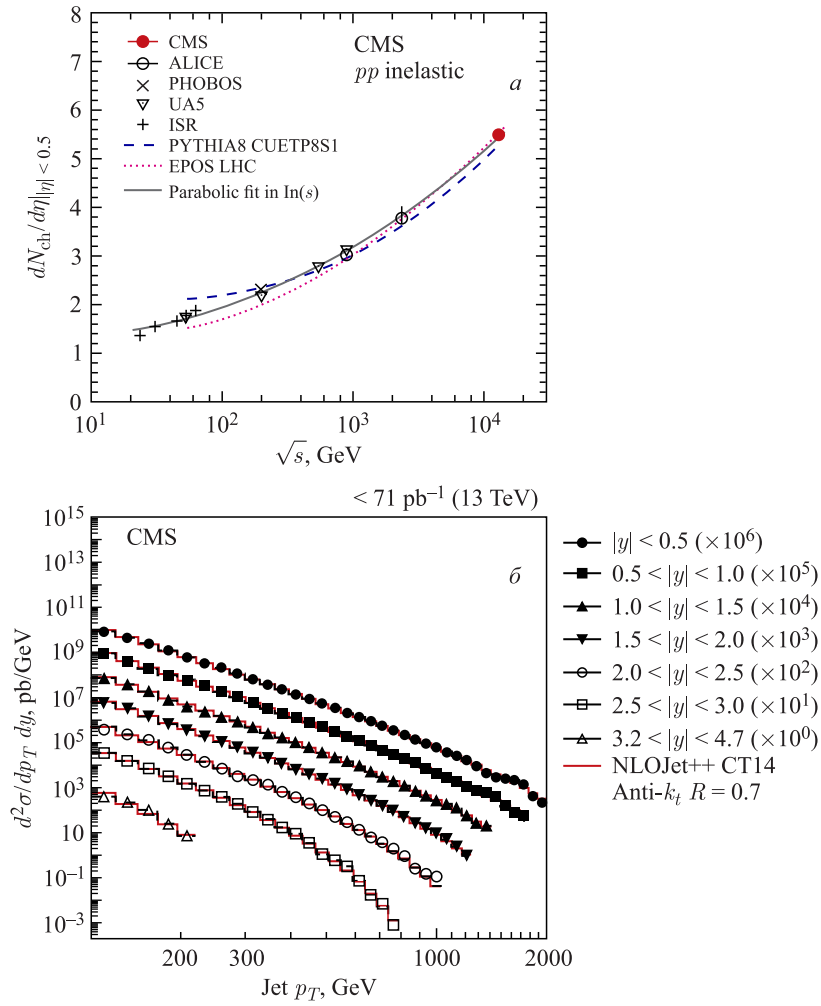 8
7
6
5
4
3
2
1
0
dN_ch/dη||η| < 0.5
CMS
ALICE
PHOBOS
UA5
ISR
PYTHIA8 CUETP8S1
EPOS LHC
Parabolic fit in In(s)
CMS
pp inelastic
а
10^1
10^2
10^3
10^4
√s, GeV
< 71 pb^–1 (13 TeV)
10^15
10^13
10^11
10^9
10^7
10^5
10^3
10
10^–1
10^–3
d^2σ/dp_T dy, pb/GeV
CMS
б
200
300
1000
2000
Jet p_T, GeV
|y| < 0.5 (×10^6)
0.5 < |y| < 1.0 (×10^5)
1.0 < |y| < 1.5 (×10^4)
1.5 < |y| < 2.0 (×10^3)
2.0 < |y| < 2.5 (×10^2)
2.5 < |y| < 3.0 (×10^1)
3.2 < |y| < 4.7 (×10^0)
NLOJet++ CT14
Anti-k_t R = 0.7